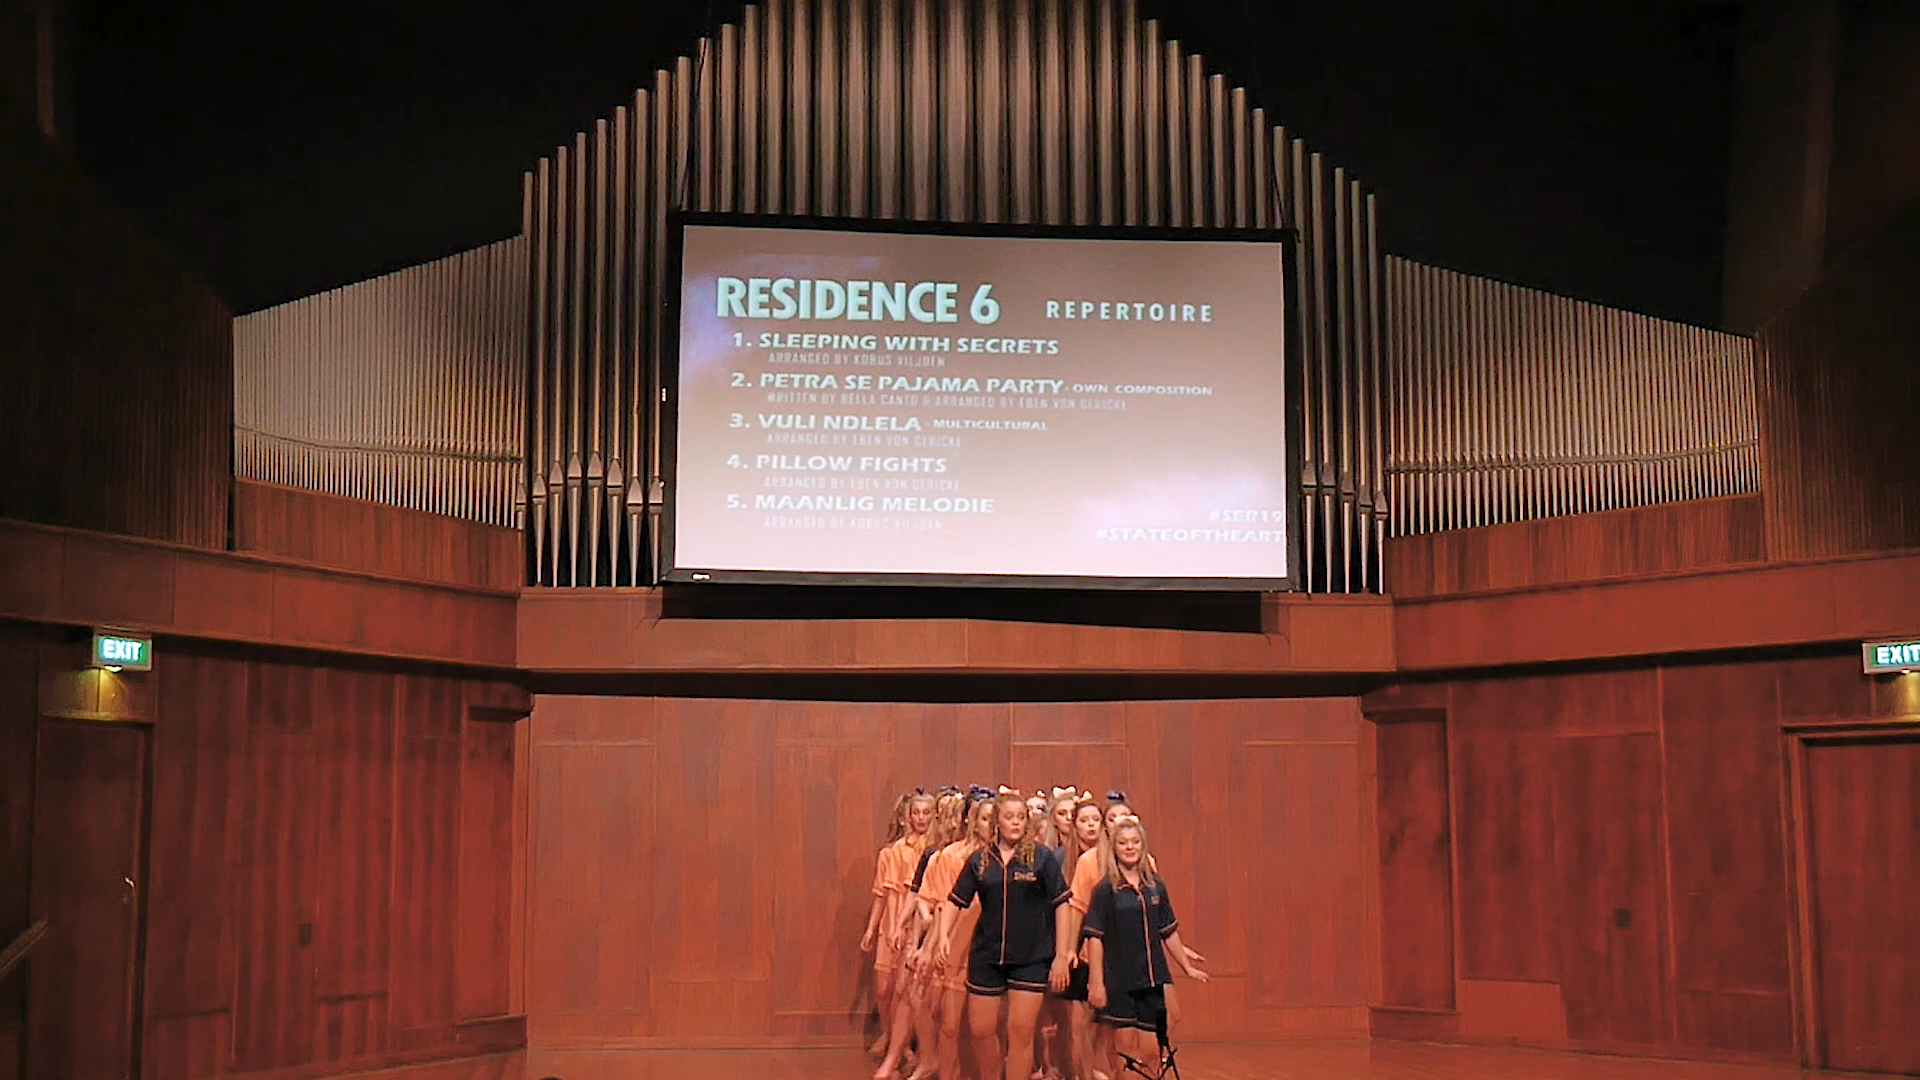 RESIDENCE 6 REPERTOIRE
1. SLEEPING WITH SECRETS
ARRANGED BY KOBUS VILJOEN
2. PETRA SE PAJAMA PARTY - OWN COMPOSITION
WRITTEN BY BELLA CANTO & ARRANGED BY EBEN VON GERICKE
3. VULI NDLELA - MULTICULTURAL
ARRANGED BY EBEN VON GERICKE
4. PILLOW FIGHTS
ARRANGED BY EBEN VON GERICKE
5. MAANLIG MELODIE
ARRANGED BY KOBUS VILJOEN
#SER19
#STATEOFTHEART
EXIT
EXIT